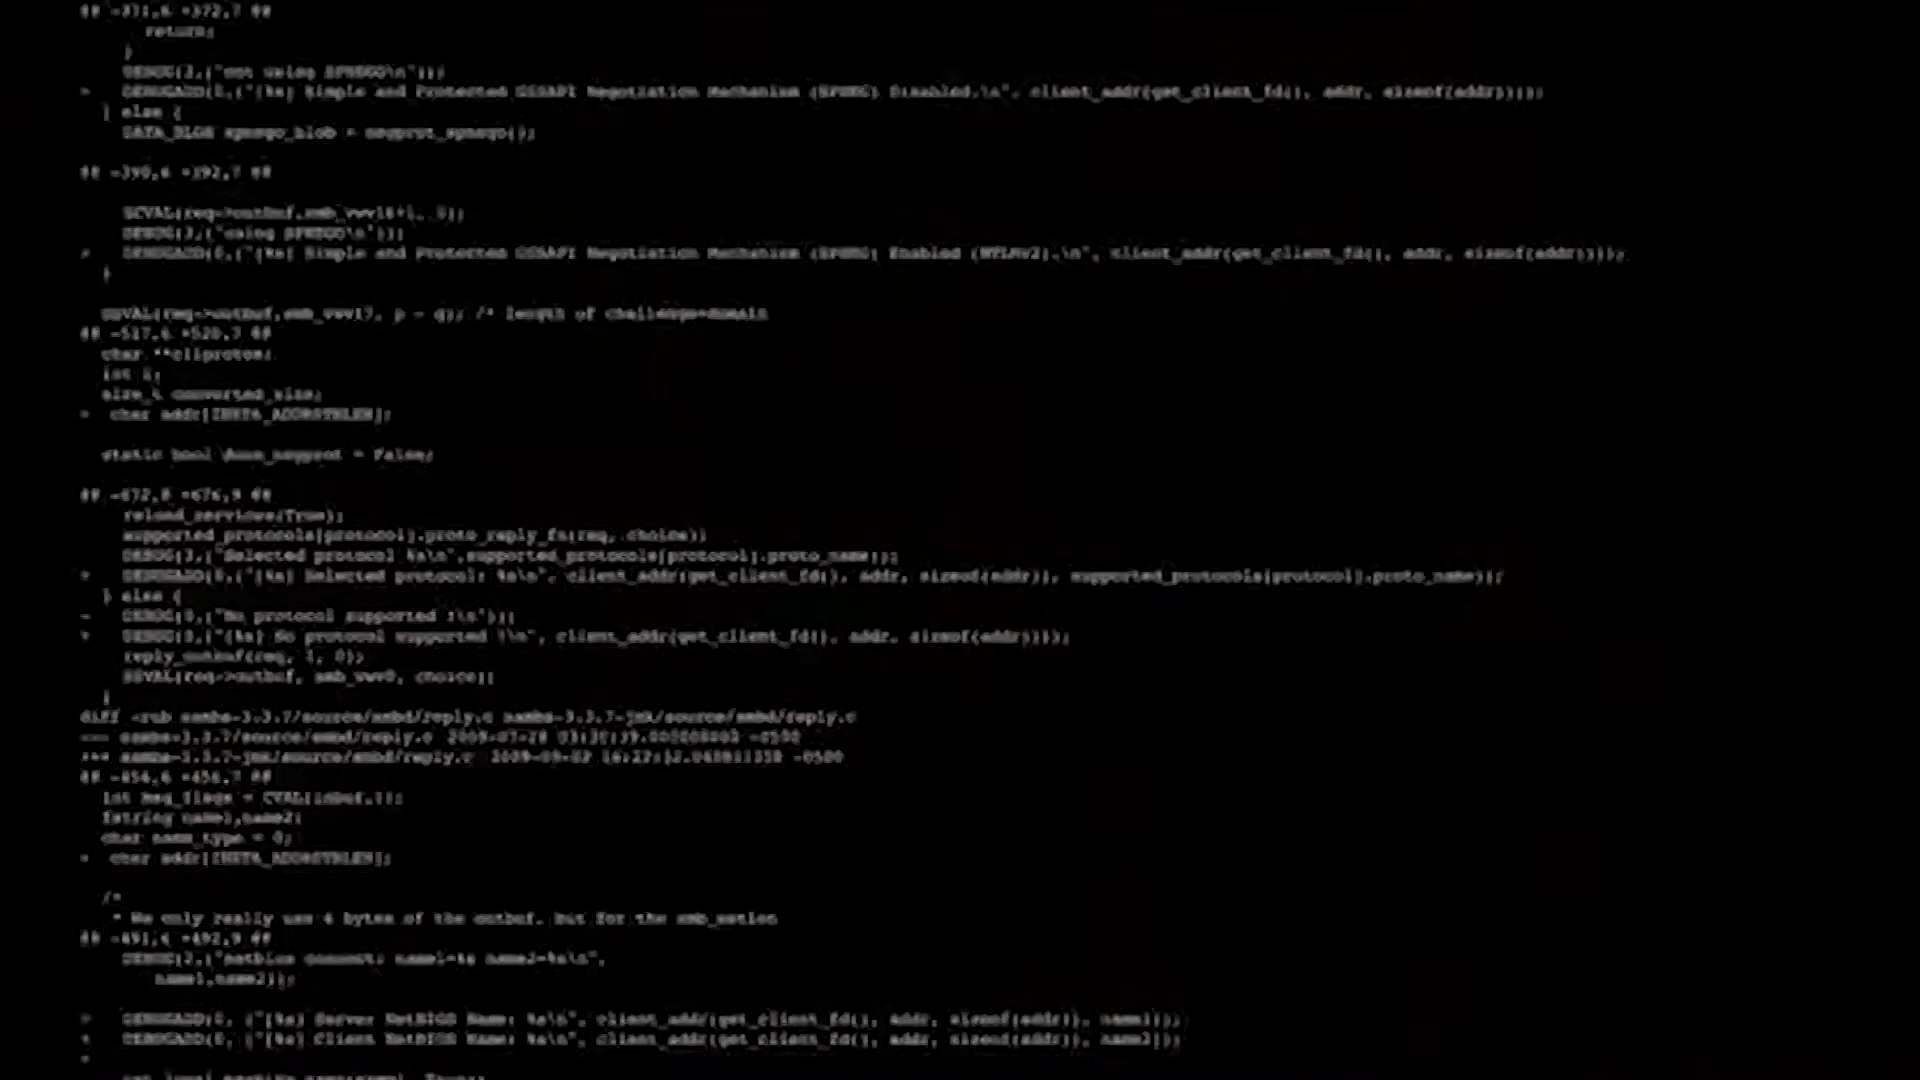 @@ -371,6 +372,7 @@
return;
}
DEBUG(3,("not using SPNEGO\n"));
+ DEBUGADD(0,("[%s] Simple and Protected GSSAPI Negotiation Mechanism (SPNEG) Disabled.\n", client_addr(get_client_fd(), addr, sizeof(addr))));
} else {
DATA_BLOB spnego_blob = negprot_spnego();
@@ -390,6 +392,7 @@
SCVAL(req->outbuf,smb_vwv16+1, 0);
DEBUG(3,("using SPNEGO\n"));
+ DEBUGADD(0,("[%s] Simple and Protected GSSAPI Negotiation Mechanism (SPNEG) Enabled (NTLMv2).\n", client_addr(get_client_fd(), addr, sizeof(addr))));
}
SSVAL(req->outbuf,smb_vwv17, p - q); /* length of challenge+domain
@@ -517,6 +520,7 @@
char **cliprotos;
int i;
size_t converted_size;
+ char addr[INET6_ADDRSTRLEN];
static bool done_negprot = False;
@@ -672,8 +676,9 @@
reload_services(True);
supported_protocols[protocol].proto_reply_fn(req, choice);
DEBUG(3,("Selected protocol %s\n",supported_protocols[protocol].proto_name));
+ DEBUGADD(0,("[%s] Selected protocol: %s\n", client_addr(get_client_fd(), addr, sizeof(addr)), supported_protocols[protocol].proto_name));
} else {
- DEBUG(0,("No protocol supported !\n"));
+ DEBUG(0,("[%s] No protocol supported !\n", client_addr(get_client_fd(), addr, sizeof(addr))));
reply_outbuf(req, 1, 0);
SSVAL(req->outbuf, smb_vwv0, choice);
}
diff -rub samba-3.3.7/source/smbd/reply.c samba-3.3.7-jmk/source/smbd/reply.c
--- samba-3.3.7/source/smbd/reply.c 2009-07-28 -0500
+++ samba-3.3.7-jmk/source/smbd/reply.c 2009-09-02 -0500
@@ -456,6 +456,7 @@
int msg_flags = CVAL(inbuf,1);
fstring name1,name2;
char name_type = 0;
+ char addr[INET6_ADDRSTRLEN];
/*
* We only really use 4 bytes of the outbuf, but for the smb_setlen
@@ -491,6 +492,9 @@
DEBUG(2,("netbios connect: name1=%s name2=%s\n",
name1,name2));
+ DEBUGADD(0, ("[%s] Server NetBIOS Name: %s\n", client_addr(get_client_fd(), addr, sizeof(addr)), name1));
+ DEBUGADD(0, ("[%s] Client NetBIOS Name: %s\n", client_addr(get_client_fd(), addr, sizeof(addr)), name2));
+